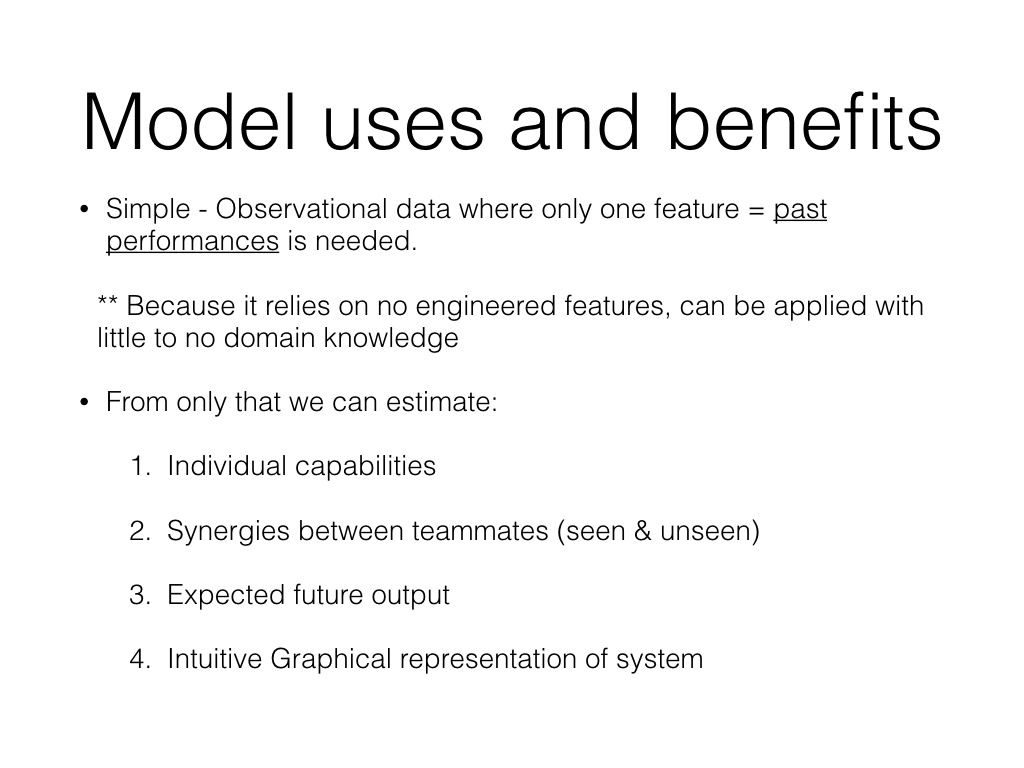 Model uses and benefits
• Simple - Observational data where only one feature = past
performances is needed.
** Because it relies on no engineered features, can be applied with
little to no domain knowledge
• From only that we can estimate:
1. Individual capabilities
2. Synergies between teammates (seen & unseen)
3. Expected future output
4. Intuitive Graphical representation of system